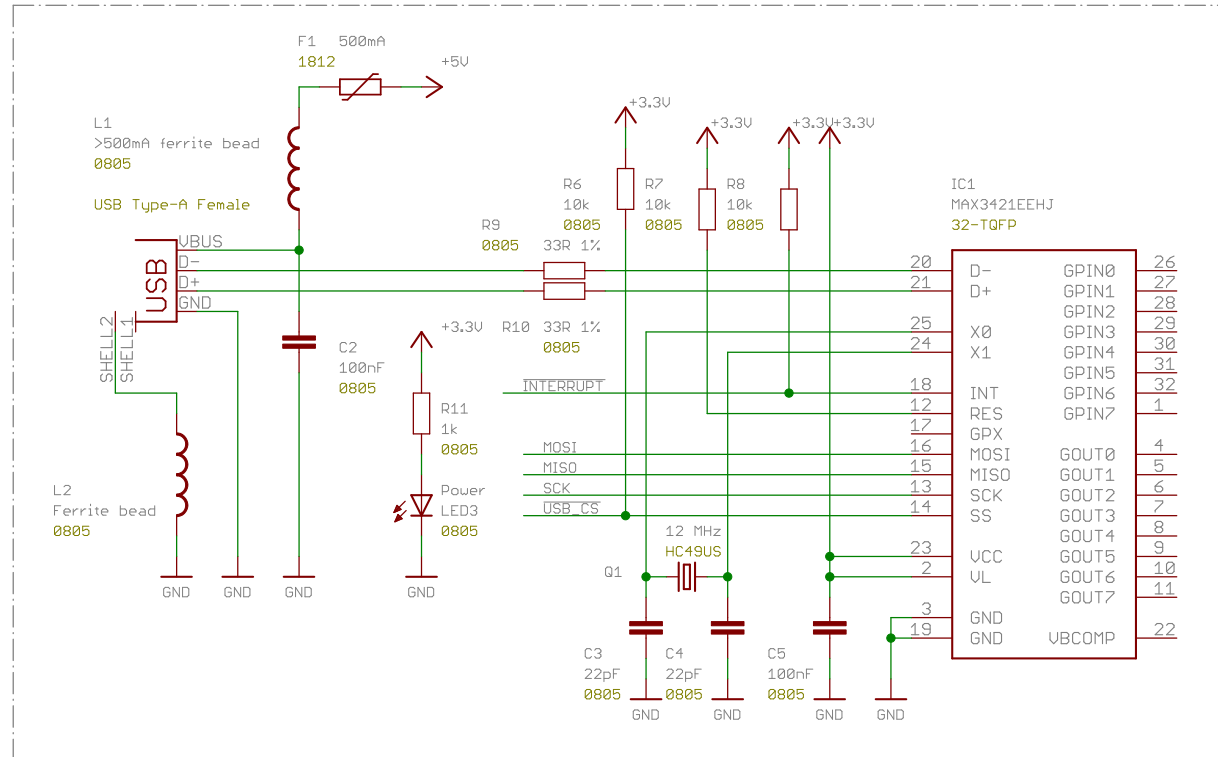 F1 500mA
1812
+5V
L1
>500mA ferrite bead
0805
USB Type-A Female
+3.3V
+3.3V
+3.3V
+3.3V
R6
10k
0805
R7
10k
0805
R8
10k
0805
R9
0805
33R 1%
IC1
MAX3421EEHJ
32-TQFP
USB
VBUS
D-
D+
GND
SHELL2
SHELL1
C2
100nF
0805
+3.3V
R10 33R 1%
0805
R11
1k
0805
Power
LED3
0805
L2
Ferrite bead
0805
GND
GND
GND
GND
INTERRUPT
MOSI
MISO
SCK
USB_CS
12 MHz
HC49US
Q1
C3
22pF
0805
C4
22pF
0805
C5
100nF
0805
GND
GND
GND
GND
20 D-
21 D+
25 X0
24 X1
18 INT
12 RES
17 GPX
16 MOSI
15 MISO
13 SCK
14 SS
23 VCC
2 VL
3 GND
19 GND
GPIN0 26
GPIN1 27
GPIN2 28
GPIN3 29
GPIN4 30
GPIN5 31
GPIN6 32
GPIN7 1
GOUT0 4
GOUT1 5
GOUT2 6
GOUT3 7
GOUT4 8
GOUT5 9
GOUT6 10
GOUT7 11
VBCOMP 22